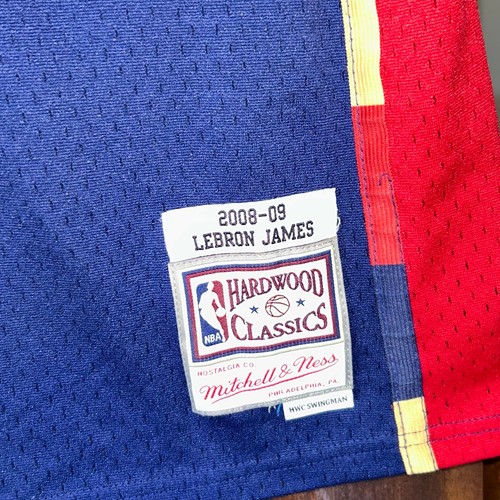 2008-09
LEBRON JAMES
HARDWOOD
CLASSICS
NBA
NOSTALGIA CO.
Mitchell & Ness
PHILADELPHIA, PA.
HWC SWINGMAN